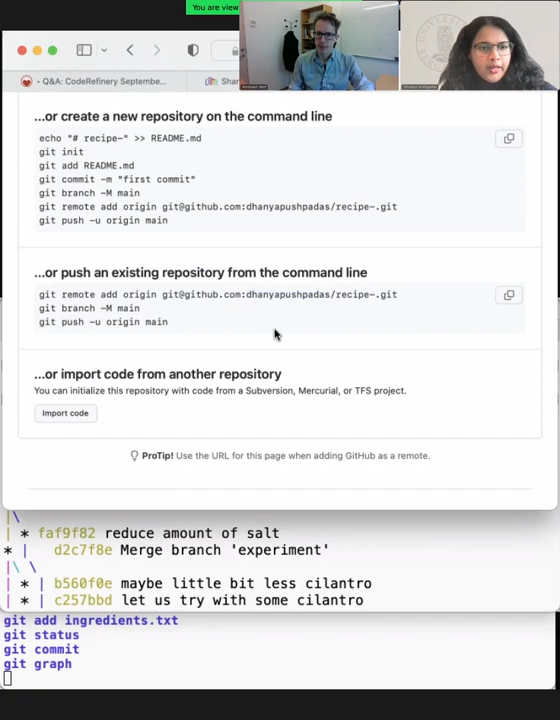 You are view
Q&A: CodeRefinery Septembe...
Shar
...or create a new repository on the command line
echo "# recipe-" >> README.md
git init
git add README.md
git commit -m "first commit"
git branch -M main
git remote add origin git@github.com:dhanyapushpadas/recipe-.git
git push -u origin main
...or push an existing repository from the command line
git remote add origin git@github.com:dhanyapushpadas/recipe-.git
git branch -M main
git push -u origin main
...or import code from another repository
You can initialize this repository with code from a Subversion, Mercurial, or TFS project.
Import code
ProTip! Use the URL for this page when adding GitHub as a remote.
|\
| * faf9f82 reduce amount of salt
* |   d2c7f8e Merge branch 'experiment'
|\ \
| * | b560f0e maybe little bit less cilantro
| * | c257bbd let us try with some cilantro
git add ingredients.txt
git status
git commit
git graph